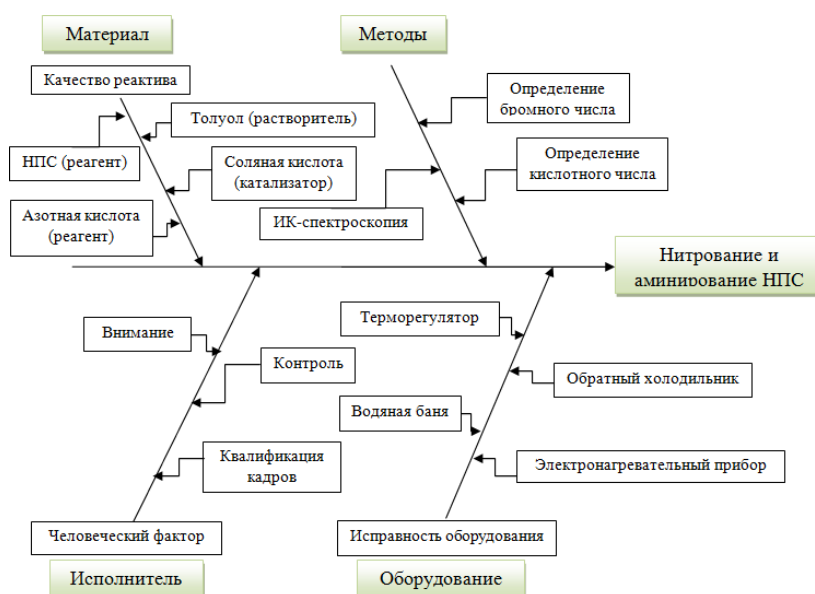 Материал
Методы
Качество реактива
Определение
бромного числа
Толуол (растворитель)
НПС (реагент)
Соляная кислота
(катализатор)
Определение
кислотного числа
Азотная кислота
(реагент)
ИК-спектроскопия
Нитрование и
аминирование НПС
Терморегулятор
Внимание
Контроль
Обратный холодильник
Водяная баня
Квалификация
кадров
Электронагревательный прибор
Человеческий фактор
Исправность оборудования
Исполнитель
Оборудование